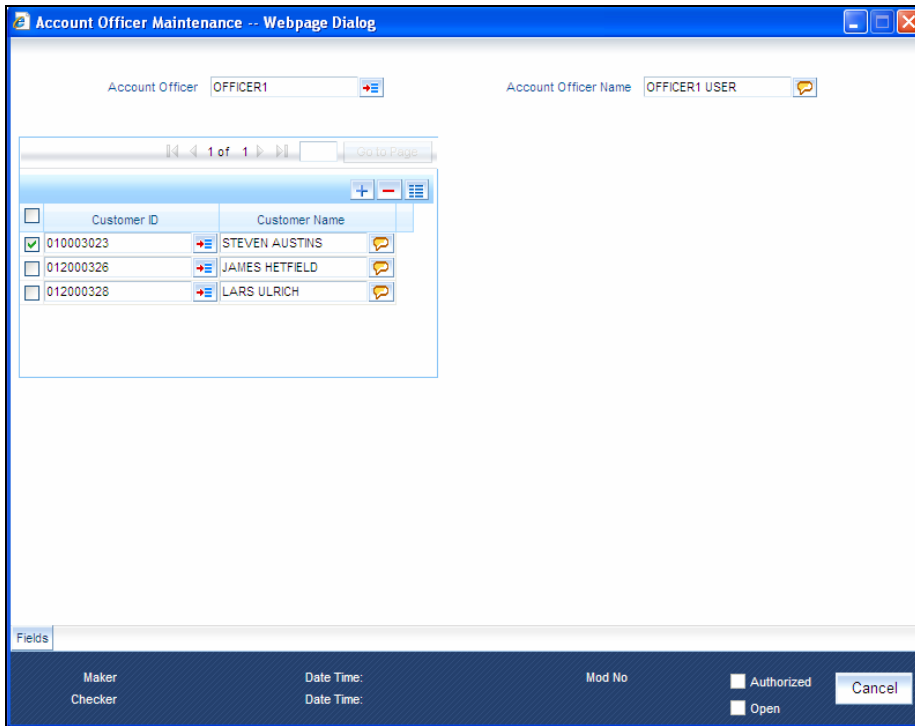 Account Officer Maintenance -- Webpage Dialog
Account Officer OFFICER1 Account Officer Name OFFICER1 USER
1 of 1 Go to Page
Customer ID Customer Name
010003023 STEVEN AUSTINS
012000326 JAMES HETFIELD
012000328 LARS ULRICH
Fields
Maker Date Time: Mod No Authorized
Checker Date Time: Open
Cancel